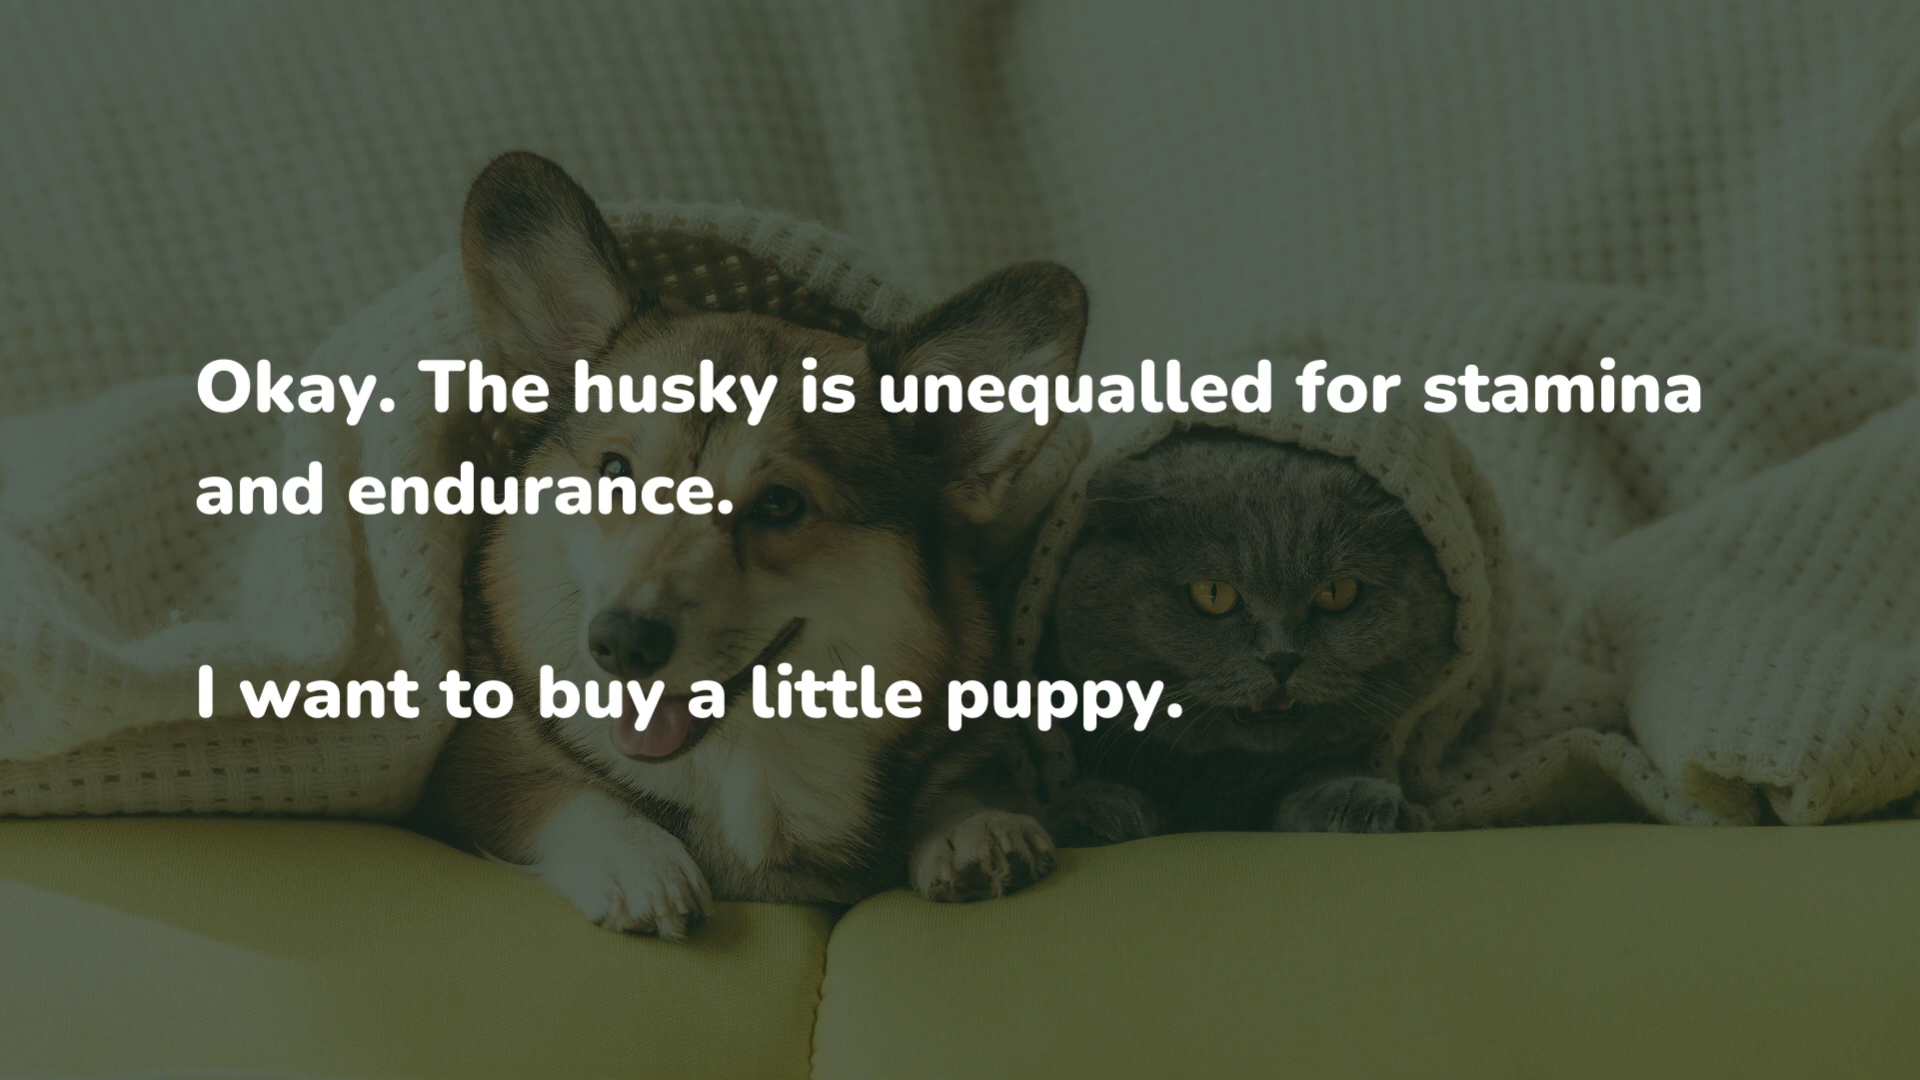 Okay. The husky is unequalled for stamina
and endurance.
I want to buy a little puppy.